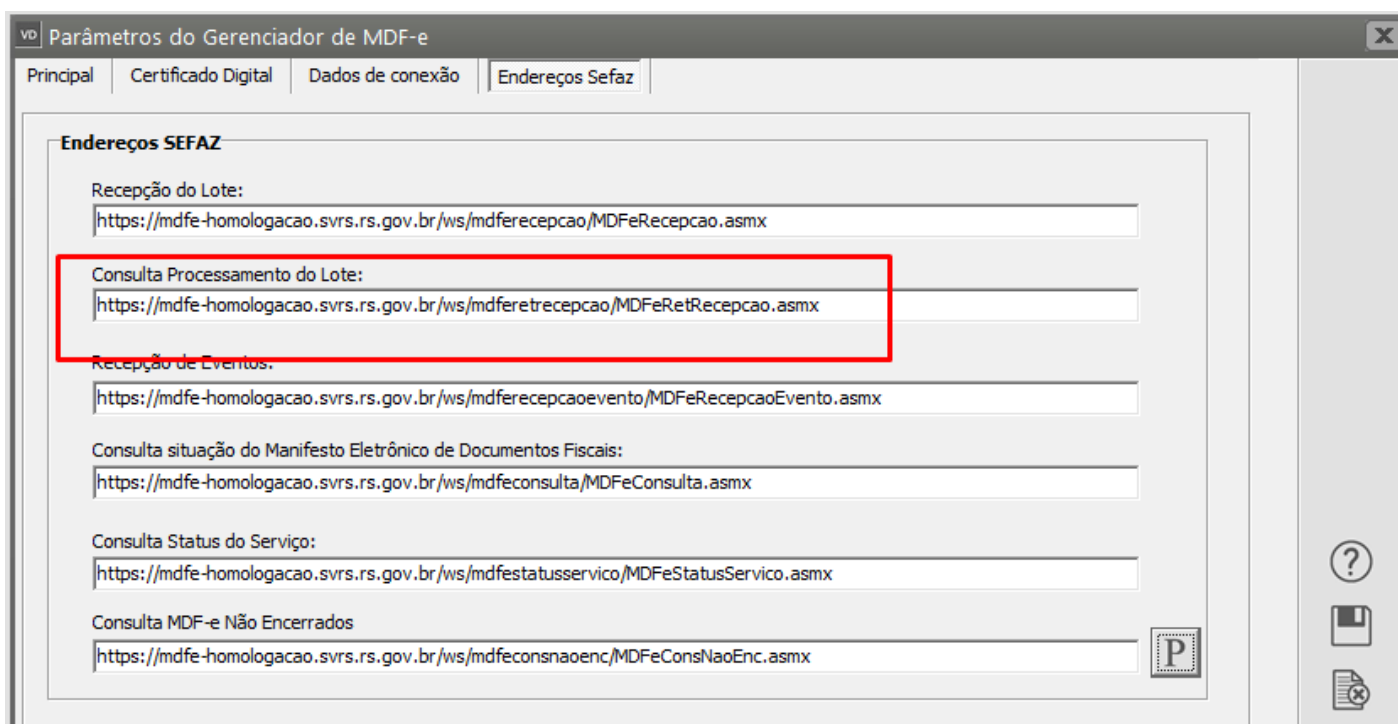 VD Parâmetros do Gerenciador de MDF-e
Principal Certificado Digital Dados de conexão Endereços Sefaz
Endereços SEFAZ
Recepção do Lote:
https://mdfe-homologacao.svrs.rs.gov.br/ws/mdferecepcao/MDFeRecepcao.asmx
Consulta Processamento do Lote:
https://mdfe-homologacao.svrs.rs.gov.br/ws/mdferetrecepcao/MDFeRetRecepcao.asmx
Recepção de Eventos:
https://mdfe-homologacao.svrs.rs.gov.br/ws/mdferecepcaoevento/MDFeRecepcaoEvento.asmx
Consulta situação do Manifesto Eletrônico de Documentos Fiscais:
https://mdfe-homologacao.svrs.rs.gov.br/ws/mdfeconsulta/MDFeConsulta.asmx
Consulta Status do Serviço:
https://mdfe-homologacao.svrs.rs.gov.br/ws/mdfestatusservico/MDFeStatusServico.asmx
Consulta MDF-e Não Encerrados
https://mdfe-homologacao.svrs.rs.gov.br/ws/mdfeconsnaoenc/MDFeConsNaoEnc.asmx
P